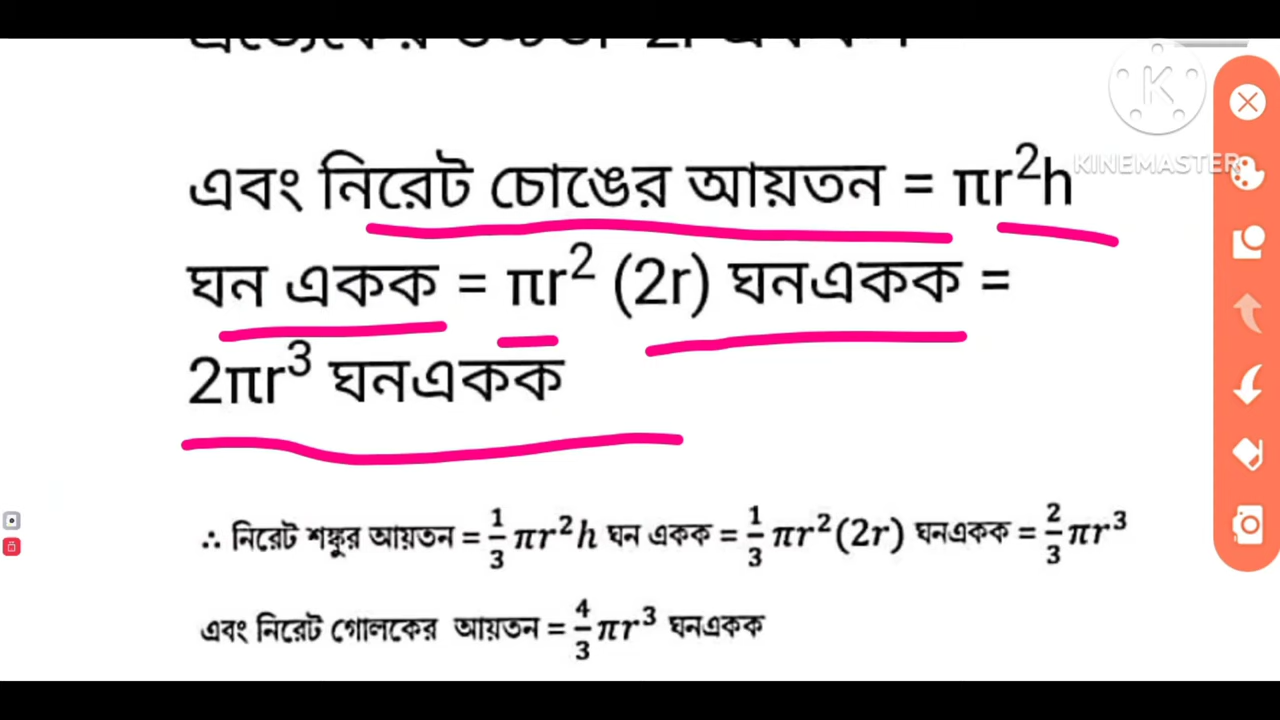 KINEMASTER
এবং নিরেট চোঙের আয়তন = πr²h
ঘন একক = πr² (2r) ঘনএকক =
2πr³ ঘনএকক
∴ নিরেট শঙ্কুর আয়তন = 1/3 πr²h ঘন একক = 1/3 πr²(2r) ঘনএকক = 2/3 πr³
এবং নিরেট গোলকের আয়তন = 4/3 πr³ ঘনএকক